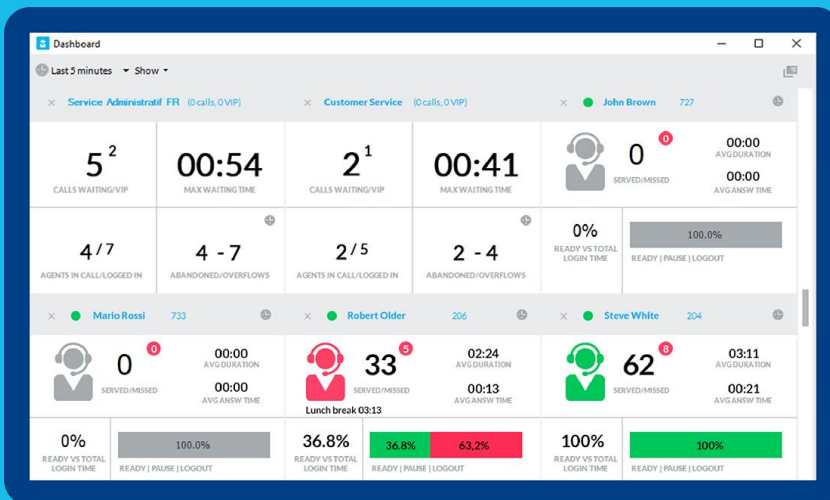 Dashboard
Last 5 minutes Show
Service Administratif FR (0 calls, 0 VIP)
5 2
CALLS WAITING/VIP
00:54
MAX WAITING TIME
4/7
AGENTS IN CALL/LOGGED IN
4 - 7
ABANDONED/OVERFLOWS
Customer Service (0 calls, 0 VIP)
2 1
CALLS WAITING/VIP
00:41
MAX WAITING TIME
2/5
AGENTS IN CALL/LOGGED IN
2 - 4
ABANDONED/OVERFLOWS
John Brown 727
0 0
SERVED/MISSED
00:00
AVG DURATION
00:00
AVG ANSW TIME
0%
READY VS TOTAL
LOGIN TIME
100.0%
READY | PAUSE | LOGOUT
Mario Rossi 733
0 0
SERVED/MISSED
00:00
AVG DURATION
00:00
AVG ANSW TIME
0%
READY VS TOTAL
LOGIN TIME
100.0%
READY | PAUSE | LOGOUT
Robert Older 206
33 5
SERVED/MISSED
Lunch break 03:13
02:24
AVG DURATION
00:13
AVG ANSW TIME
36.8%
READY VS TOTAL
LOGIN TIME
36.8% 63,2%
READY | PAUSE | LOGOUT
Steve White 204
62 8
SERVED/MISSED
03:11
AVG DURATION
00:21
AVG ANSW TIME
100%
READY VS TOTAL
LOGIN TIME
100%
READY | PAUSE | LOGOUT